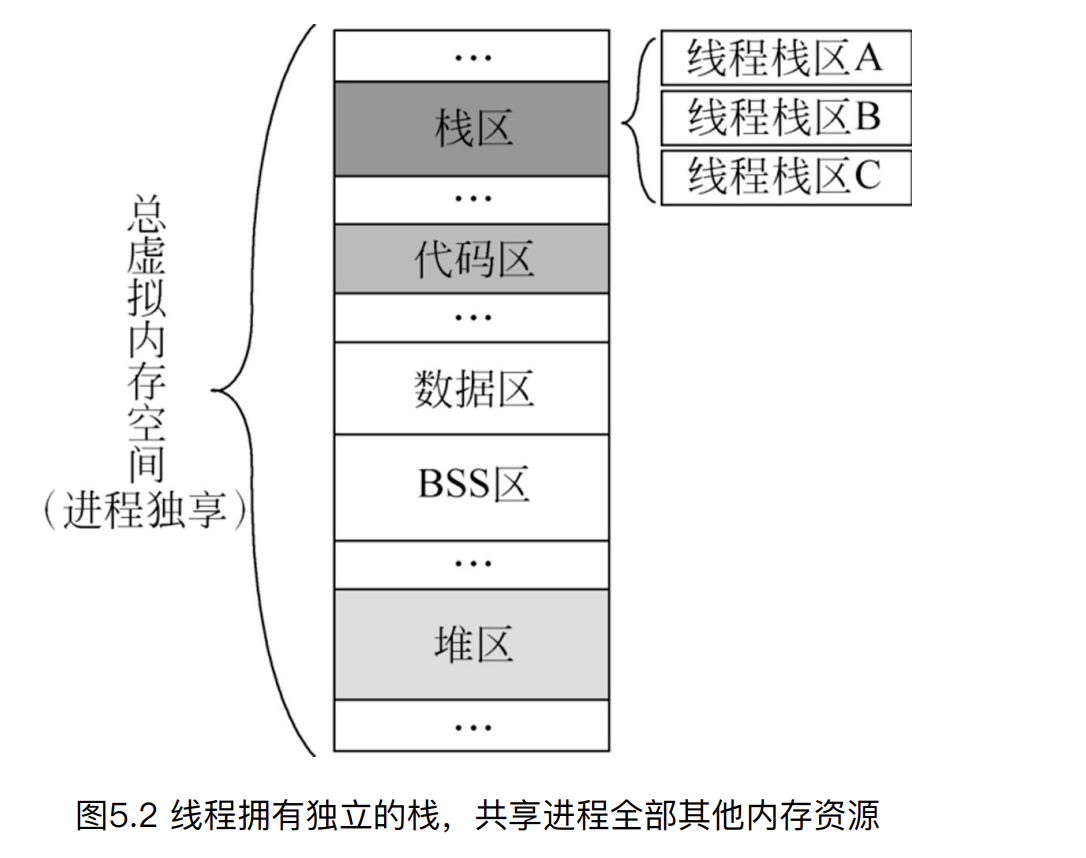 …
栈区
线程栈区A
线程栈区B
线程栈区C
…
代码区
…
数据区
BSS区
…
堆区
…
总虚拟内存空间
（进程独享）
图5.2 线程拥有独立的栈，共享进程全部其他内存资源